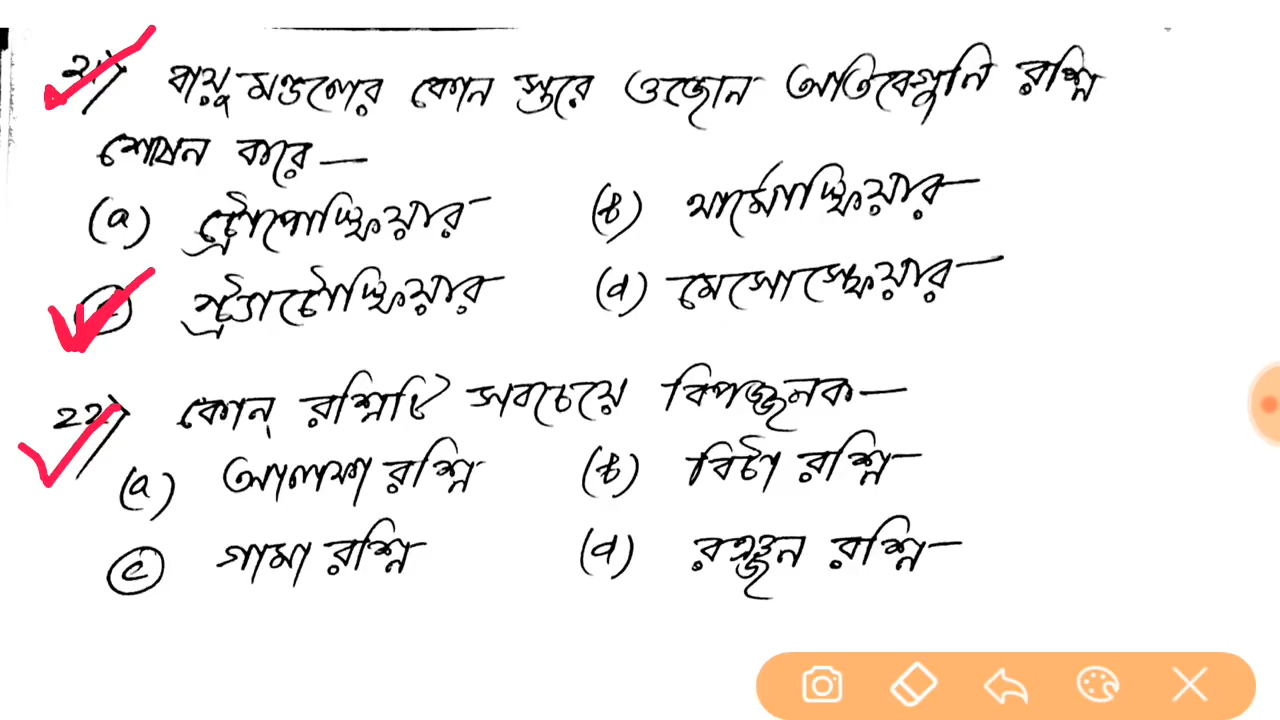 ২১) বায়ুমণ্ডলের কোন স্তরে ওজোন অতিবেগুনি রশ্মি
শোষন করে —
(a) ট্রোপোস্ফিয়ার (b) থার্মোস্ফিয়ার
(c) স্ট্রাটোস্ফিয়ার (d) মেসোস্ফেয়ার
22) কোন্ রশ্মিটি সবচেয়ে বিপজ্জনক —
(a) আলফা রশ্মি (b) বিটা রশ্মি
(c) গামা রশ্মি (d) রঞ্জন রশ্মি